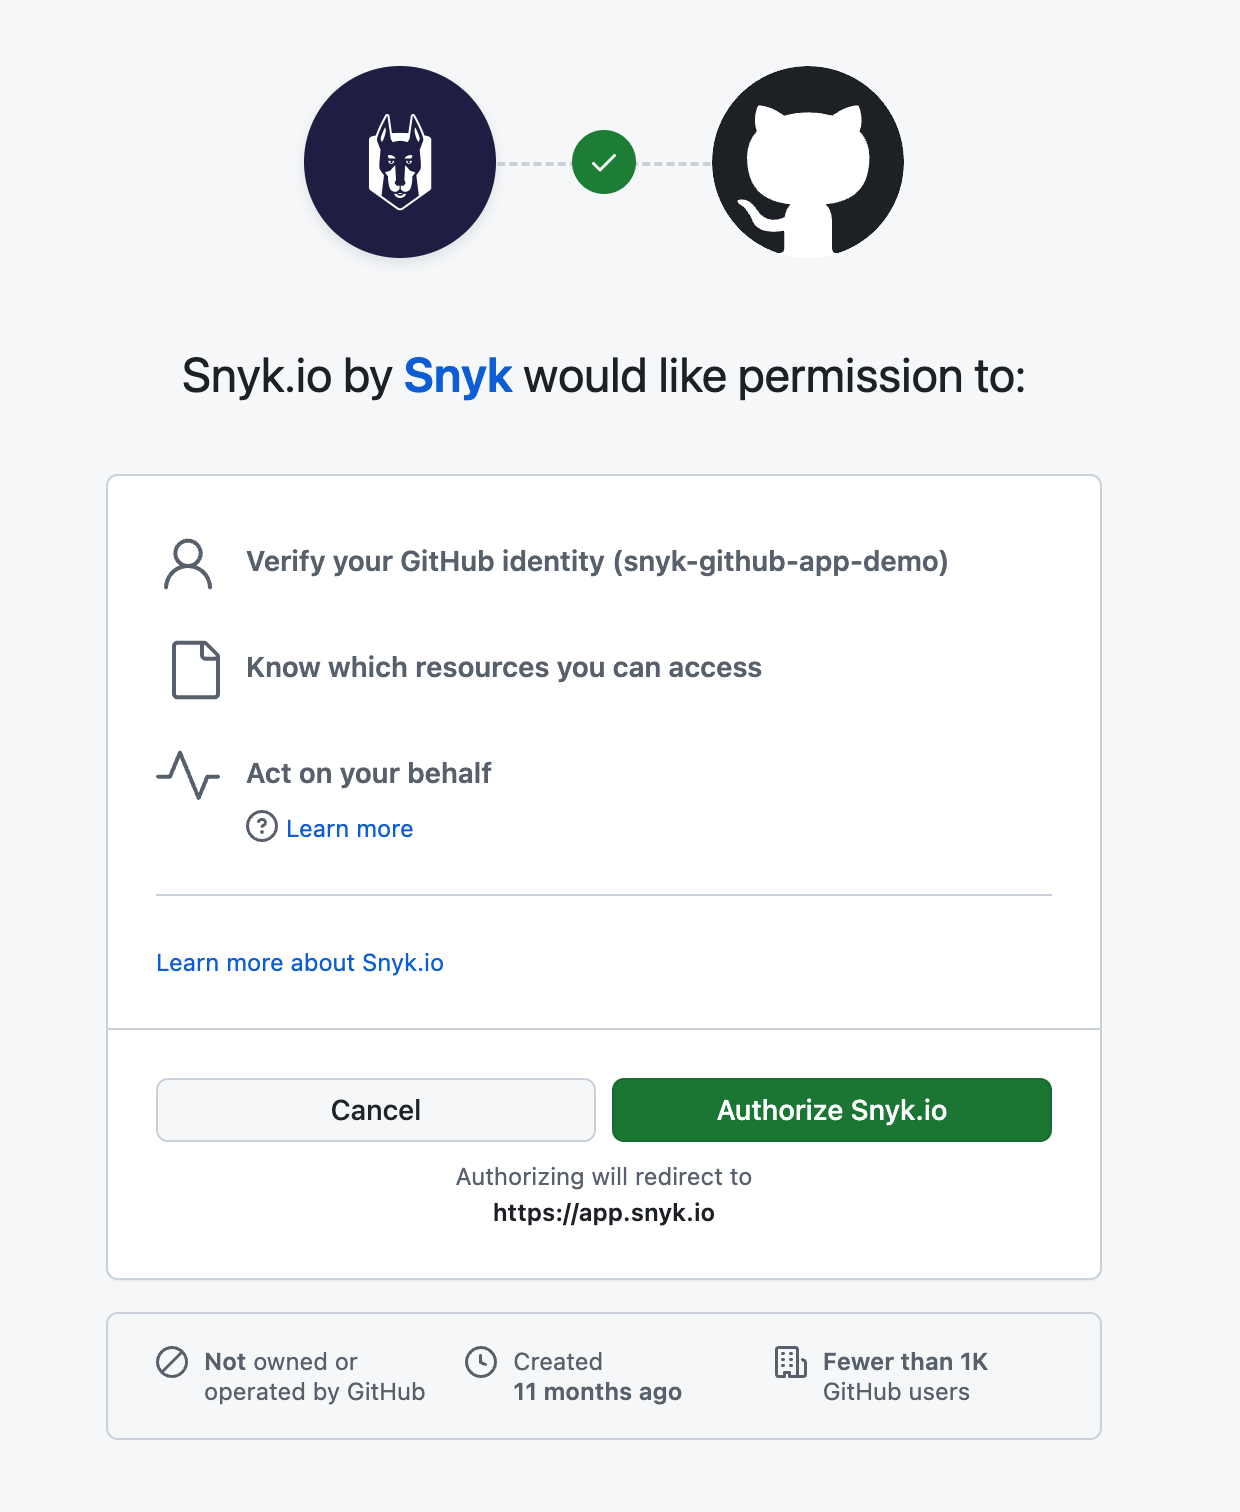 Snyk.io by Snyk would like permission to:
Verify your GitHub identity (snyk-github-app-demo)
Know which resources you can access
Act on your behalf
Learn more
Learn more about Snyk.io
Cancel
Authorize Snyk.io
Authorizing will redirect to
https://app.snyk.io
Not owned or
operated by GitHub
Created
11 months ago
Fewer than 1K
GitHub users